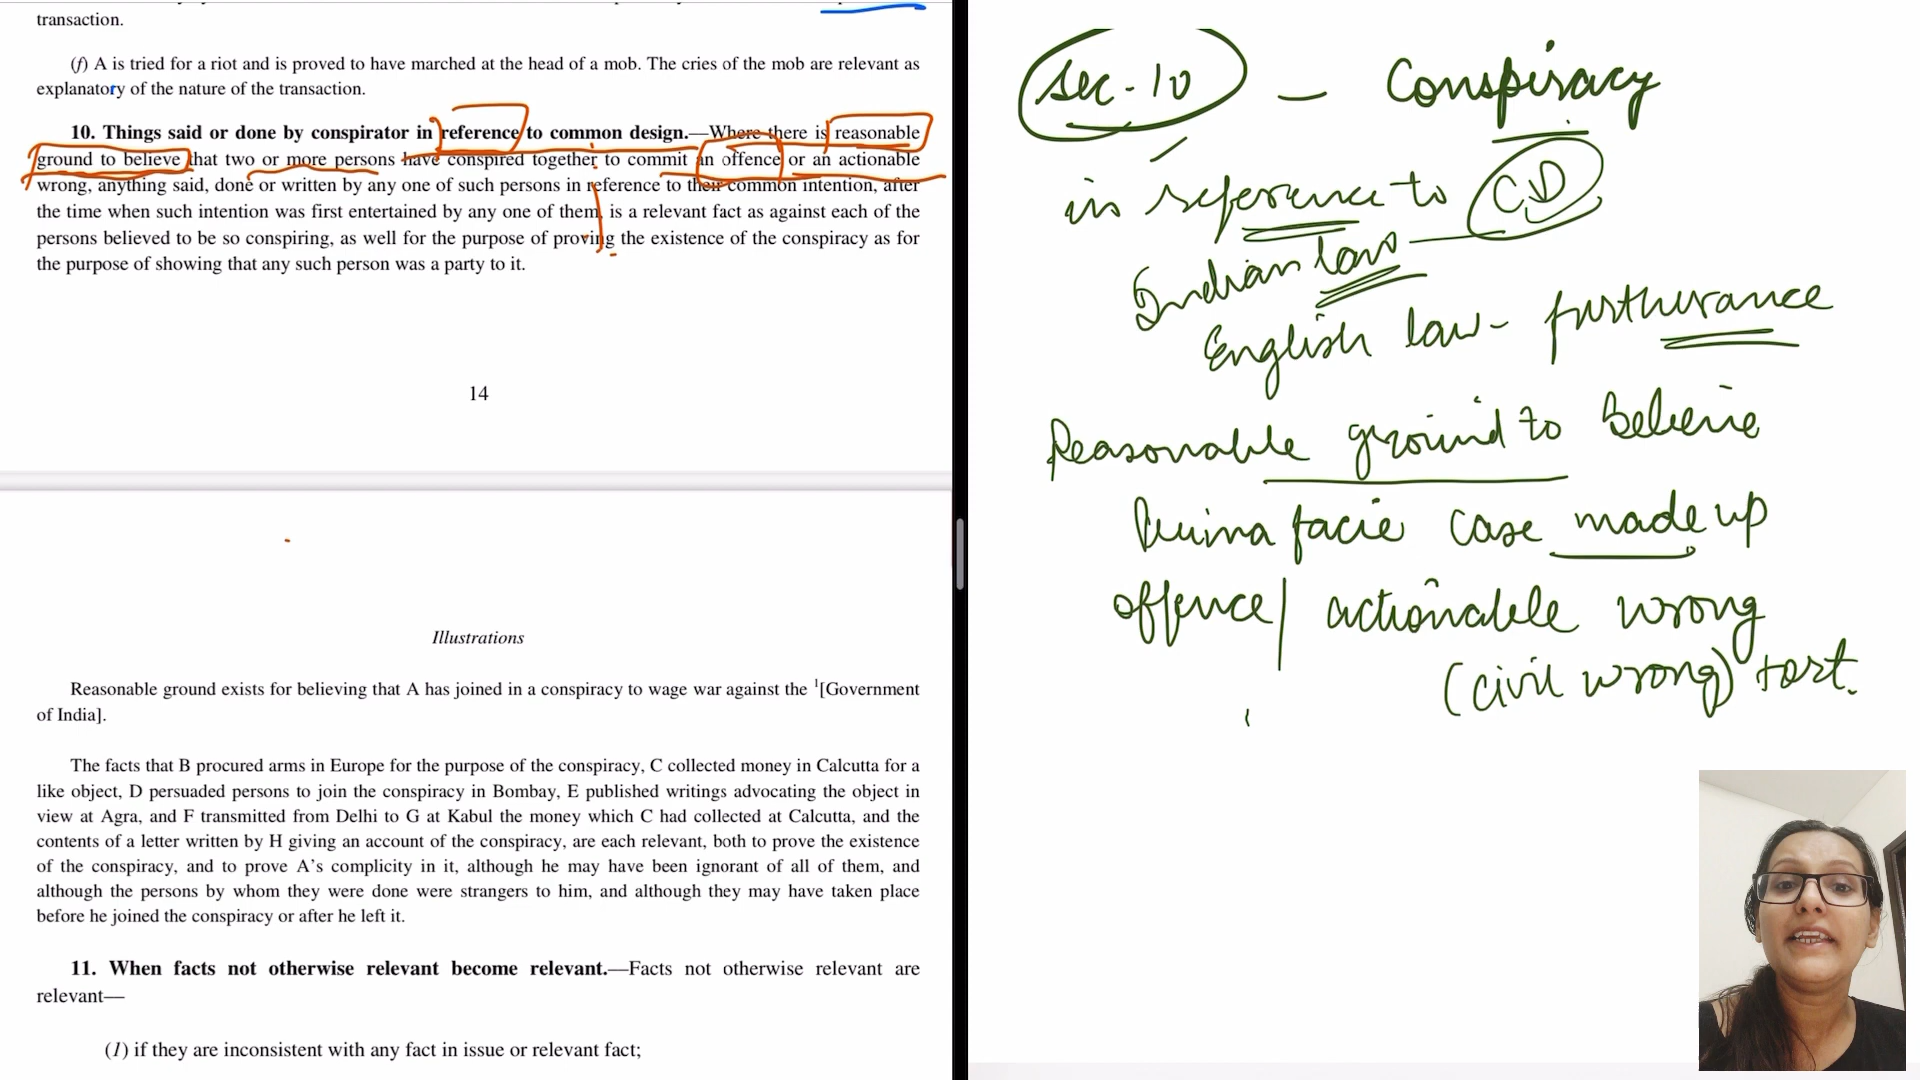 transaction.
(f) A is tried for a riot and is proved to have marched at the head of a mob. The cries of the mob are relevant as
explanatory of the nature of the transaction.
10. Things said or done by conspirator in reference to common design.—Where there is reasonable
ground to believe that two or more persons have conspired together to commit an offence or an actionable
wrong, anything said, done or written by any one of such persons in reference to their common intention, after
the time when such intention was first entertained by any one of them, is a relevant fact as against each of the
persons believed to be so conspiring, as well for the purpose of proving the existence of the conspiracy as for
the purpose of showing that any such person was a party to it.
14
Illustrations
Reasonable ground exists for believing that A has joined in a conspiracy to wage war against the 1[Government
of India].
The facts that B procured arms in Europe for the purpose of the conspiracy, C collected money in Calcutta for a
like object, D persuaded persons to join the conspiracy in Bombay, E published writings advocating the object in
view at Agra, and F transmitted from Delhi to G at Kabul the money which C had collected at Calcutta, and the
contents of a letter written by H giving an account of the conspiracy, are each relevant, both to prove the existence
of the conspiracy, and to prove A’s complicity in it, although he may have been ignorant of all of them, and
although the persons by whom they were done were strangers to him, and although they may have taken place
before he joined the conspiracy or after he left it.
11. When facts not otherwise relevant become relevant.—Facts not otherwise relevant are
relevant—
(1) if they are inconsistent with any fact in issue or relevant fact;
Sec. 10 - Conspiracy
in reference to CD
Indian law
English law - furtherance
Reasonable ground to believe
Prima facie case made up
offence/ actionable wrong
(civil wrong) tort.